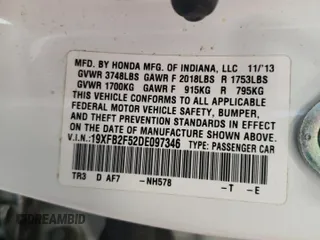 MFD. BY HONDA MFG. OF INDIANA, LLC 11/'13
GVWR 3748LBS GAWR F 2018LBS R 1753LBS
GVWR 1700KG GAWR F 915KG R 795KG
THIS VEHICLE CONFORMS TO ALL APPLICABLE
FEDERAL MOTOR VEHICLE SAFETY, BUMPER,
AND THEFT PREVENTION STANDARDS IN EFFECT
ON THE DATE OF MANUFACTURE SHOWN ABOVE.
V.I.N.: 19XFB2F52DE097346 TYPE: PASSENGER CAR
TR3 D AF7 -NH578 -T -E
DREAMBID